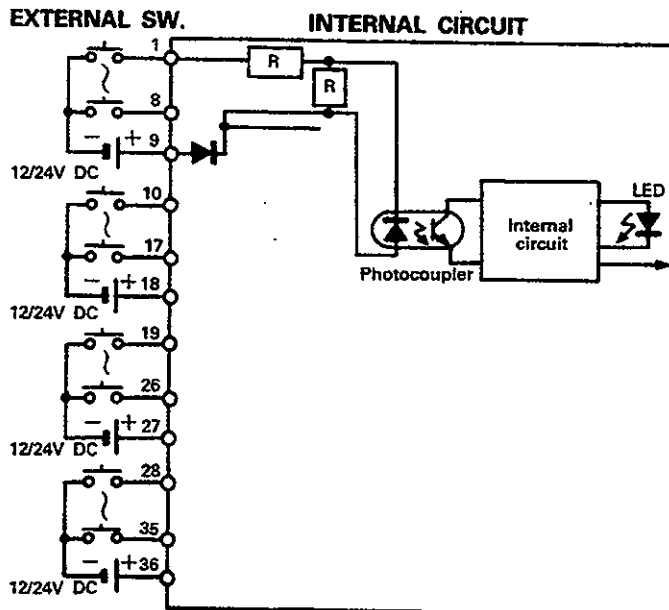 EXTERNAL SW.
INTERNAL CIRCUIT
1
R
R
8
- +
9
12/24V DC
10
LED
Internal
circuit
17
Photocoupler
- +
18
12/24V DC
19
26
- +
27
12/24V DC
28
35
- +
36
12/24V DC